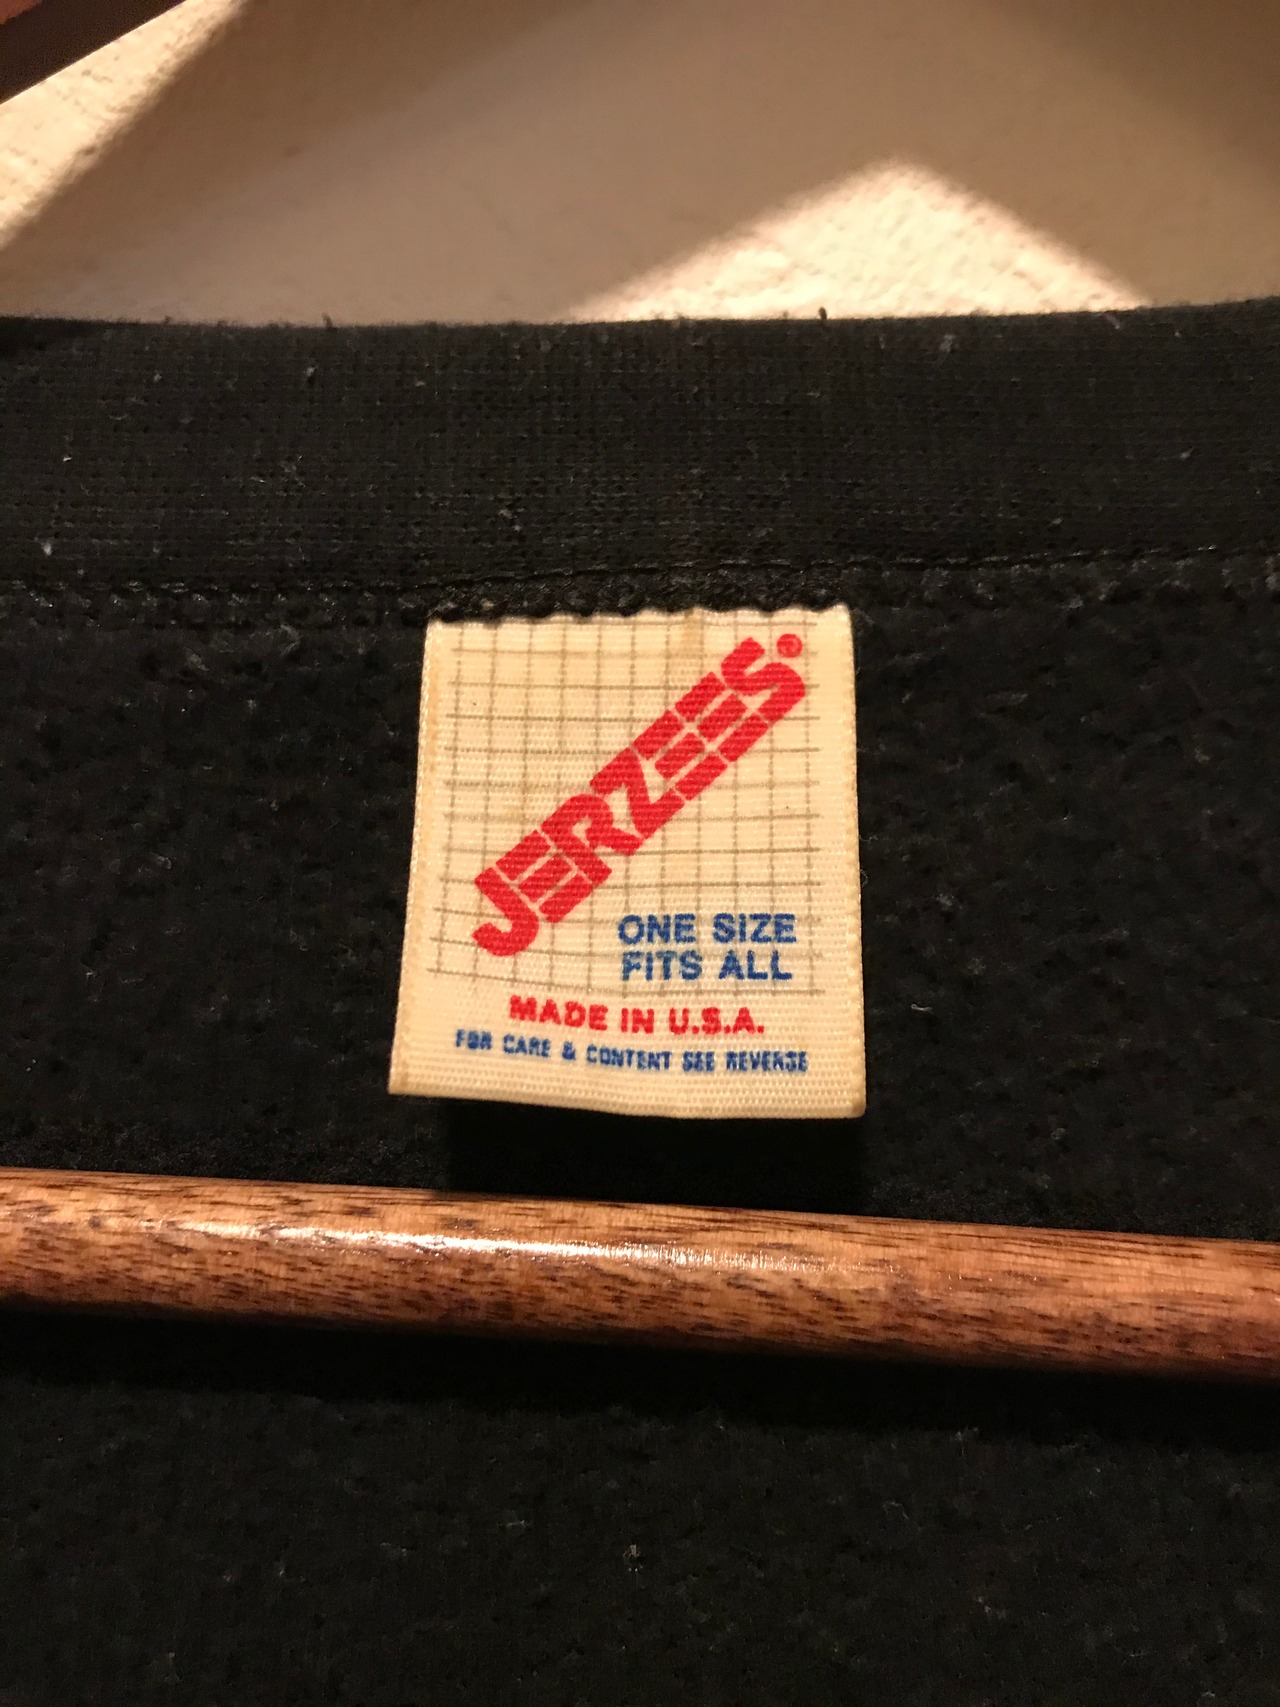 JERZEES®
ONE SIZE
FITS ALL
MADE IN U.S.A.
FOR CARE & CONTENT SEE REVERSE